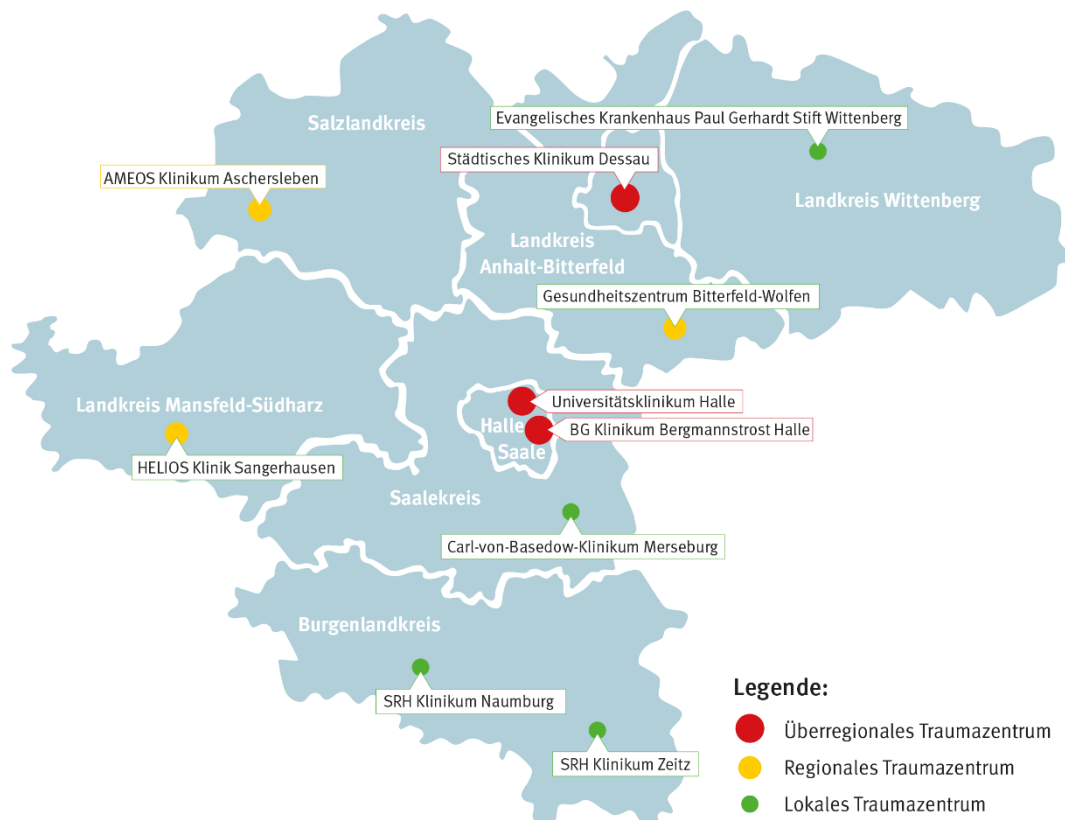 Evangelisches Krankenhaus Paul Gerhardt Stift Wittenberg
Salzlandkreis
Städtisches Klinikum Dessau
AMEOS Klinikum Aschersleben
Landkreis Wittenberg
Landkreis
Anhalt-Bitterfeld
Gesundheitszentrum Bitterfeld-Wolfen
Universitätsklinikum Halle
Landkreis Mansfeld-Südharz
Halle
Saale
BG Klinikum Bergmannstrost Halle
HELIOS Klinik Sangerhausen
Saalekreis
Carl-von-Basedow-Klinikum Merseburg
Burgenlandkreis
SRH Klinikum Naumburg
SRH Klinikum Zeitz
Legende:
Überregionales Traumazentrum
Regionales Traumazentrum
Lokales Traumazentrum